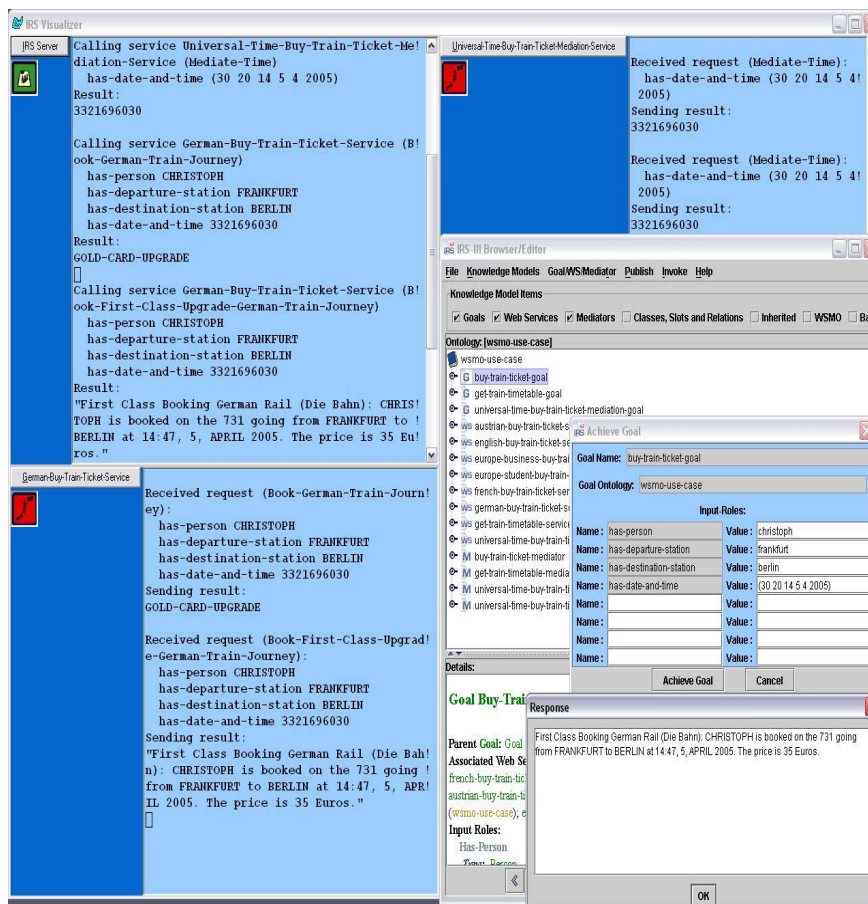 IRS Visualizer
IRS Server
Calling service Universal-Time-Buy-Train-Ticket-Me!
diation-Service (Mediate-Time)
has-date-and-time (30 20 14 5 4 2005)
Result:
3321696030
Calling service German-Buy-Train-Ticket-Service (B!
ook-German-Train-Journey)
has-person CHRISTOPH
has-departure-station FRANKFURT
has-destination-station BERLIN
has-date-and-time 3321696030
Result:
GOLD-CARD-UPGRADE
Calling service German-Buy-Train-Ticket-Service (B!
ook-First-Class-Upgrade-German-Train-Journey)
has-person CHRISTOPH
has-departure-station FRANKFURT
has-destination-station BERLIN
has-date-and-time 3321696030
Result:
"First Class Booking German Rail (Die Bahn): CHRIS!
TOPH is booked on the 731 going from FRANKFURT to !
BERLIN at 14:47, 5, APRIL 2005. The price is 35 Eu!
ros."
German-Buy-Train-Ticket-Service
Received request (Book-German-Train-Journ!
ey):
has-person CHRISTOPH
has-departure-station FRANKFURT
has-destination-station BERLIN
has-date-and-time 3321696030
Sending result:
GOLD-CARD-UPGRADE
Received request (Book-First-Class-Upgrad!
e-German-Train-Journey):
has-person CHRISTOPH
has-departure-station FRANKFURT
has-destination-station BERLIN
has-date-and-time 3321696030
Sending result:
"First Class Booking German Rail (Die Bah!
n): CHRISTOPH is booked on the 731 going !
from FRANKFURT to BERLIN at 14:47, 5, APR!
IL 2005. The price is 35 Euros."
Universal-Time-Buy-Train-Ticket-Mediation-Service
Received request (Mediate-Time):
has-date-and-time (30 20 14 5 4!
2005)
Sending result:
3321696030
Received request (Mediate-Time):
has-date-and-time (30 20 14 5 4!
2005)
Sending result:
3321696030
IRS IRS-III Browser/Editor
File Knowledge Models Goal/WS/Mediator Publish Invoke Help
Knowledge Model Items
Goals Web Services Mediators Classes, Slots and Relations Inherited WSMO Ba
Ontology: [wsmo-use-case]
wsmo-use-case
G buy-train-ticket-goal
G get-train-timetable-goal
G universal-time-buy-train-ticket-mediation-goal
WS austrian-buy-train-ticket-s
WS english-buy-train-ticket-se
WS europe-business-buy-trai
WS europe-student-buy-train-
WS french-buy-train-ticket-ser
WS german-buy-train-ticket-s
WS get-train-timetable-service
WS universal-time-buy-train-ti
M buy-train-ticket-mediator
M get-train-timetable-media
M universal-time-buy-train-ti
M universal-time-buy-train-ti
Details:
Goal Buy-Trai
Parent Goal: Goal
Associated Web Se
french-buy-train-tic
austrian-buy-train-ti
(wsmo-use-case), e
Input Roles:
Has-Person
Type: Person
IRS Achieve Goal
Goal Name: buy-train-ticket-goal
Goal Ontology: wsmo-use-case
Input-Roles:
Name: has-person Value: christoph
Name: has-departure-station Value: frankfurt
Name: has-destination-station Value: berlin
Name: has-date-and-time Value: (30 20 14 5 4 2005)
Name: Value:
Name: Value:
Name: Value:
Name: Value:
Achieve Goal Cancel
Response
First Class Booking German Rail (Die Bahn): CHRISTOPH is booked on the 731 going
from FRANKFURT to BERLIN at 14:47, 5, APRIL 2005. The price is 35 Euros.
OK